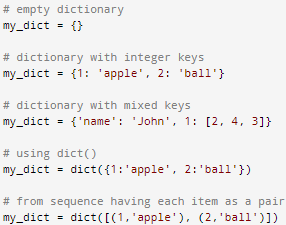 # empty dictionary
my_dict = {}
# dictionary with integer keys
my_dict = {1: 'apple', 2: 'ball'}
# dictionary with mixed keys
my_dict = {'name': 'John', 1: [2, 4, 3]}
# using dict()
my_dict = dict({1:'apple', 2:'ball'})
# from sequence having each item as a pair
my_dict = dict([(1,'apple'), (2,'ball')])